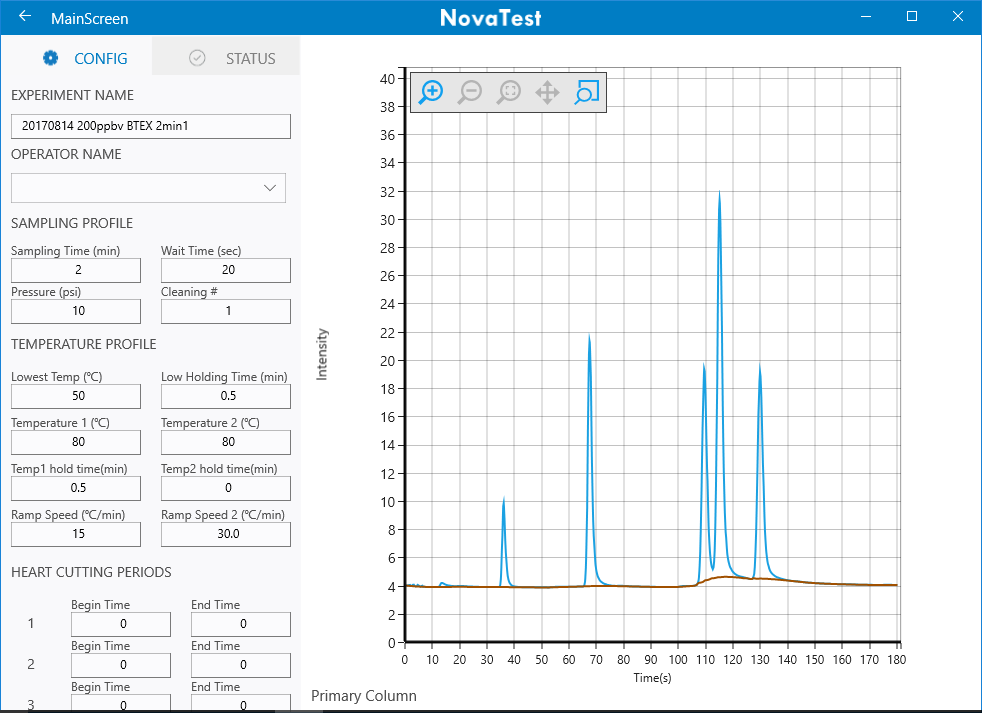 MainScreen
NovaTest
CONFIG
STATUS
EXPERIMENT NAME
20170814 200ppbv BTEX 2min1
OPERATOR NAME
SAMPLING PROFILE
Sampling Time (min) Wait Time (sec)
2 20
Pressure (psi) Cleaning #
10 1
TEMPERATURE PROFILE
Lowest Temp (℃) Low Holding Time (min)
50 0.5
Temperature 1 (℃) Temperature 2 (℃)
80 80
Temp1 hold time(min) Temp2 hold time(min)
0.5 0
Ramp Speed (℃/min) Ramp Speed 2 (℃/min)
15 30.0
HEART CUTTING PERIODS
Begin Time End Time
1 0 0
Begin Time End Time
2 0 0
Begin Time End Time
3 0 0
Intensity
40
38
36
34
32
30
28
26
24
22
20
18
16
14
12
10
8
6
4
2
0
0 10 20 30 40 50 60 70 80 90 100 110 120 130 140 150 160 170 180
Time(s)
Primary Column